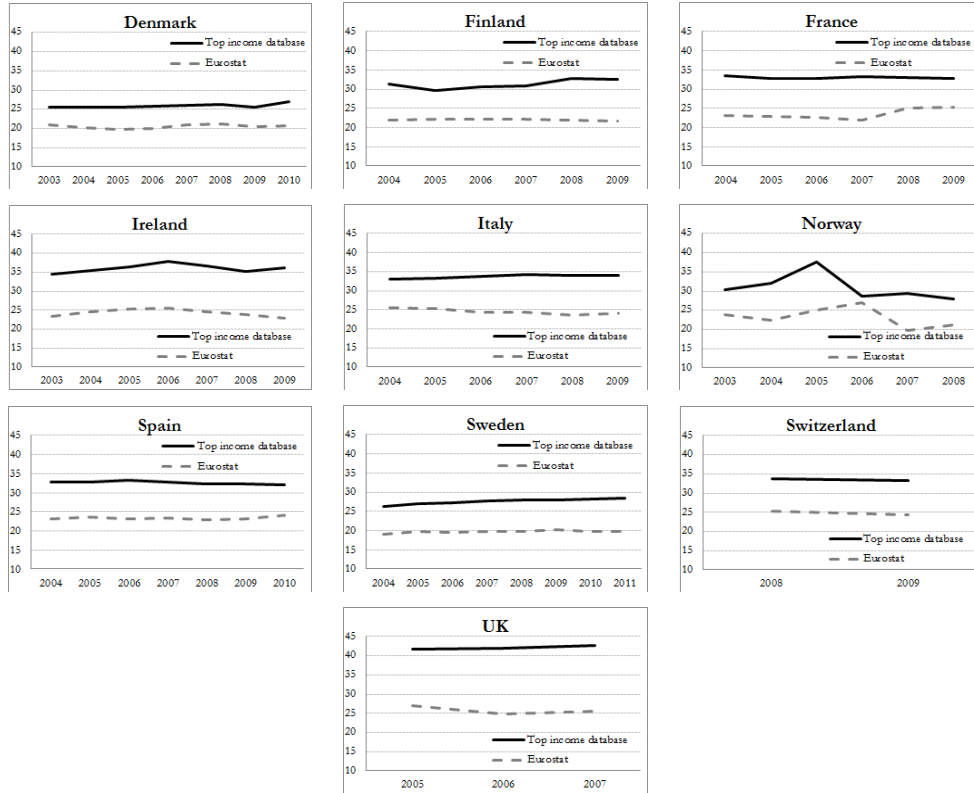 Denmark
Top income database
Eurostat
45
40
35
30
25
20
15
10
2003 2004 2005 2006 2007 2008 2009 2010
Finland
Top income database
Eurostat
45
40
35
30
25
20
15
10
2004 2005 2006 2007 2008 2009
France
Top income database
Eurostat
45
40
35
30
25
20
15
10
2004 2005 2006 2007 2008 2009
Ireland
45
40
35
30
25
20
15
10
Top income database
Eurostat
2003 2004 2005 2006 2007 2008 2009
Italy
45
40
35
30
25
20
15
10
Top income database
Eurostat
2004 2005 2006 2007 2008 2009
Norway
45
40
35
30
25
20
15
10
Top income database
Eurostat
2003 2004 2005 2006 2007 2008
Spain
Top income database
Eurostat
45
40
35
30
25
20
15
10
2004 2005 2006 2007 2008 2009 2010
Sweden
Top income database
Eurostat
45
40
35
30
25
20
15
10
2004 2005 2006 2007 2008 2009 2010 2011
Switzerland
45
40
35
30
25
20
15
10
Top income database
Eurostat
2008 2009
UK
45
40
35
30
25
20
15
10
Top income database
Eurostat
2005 2006 2007